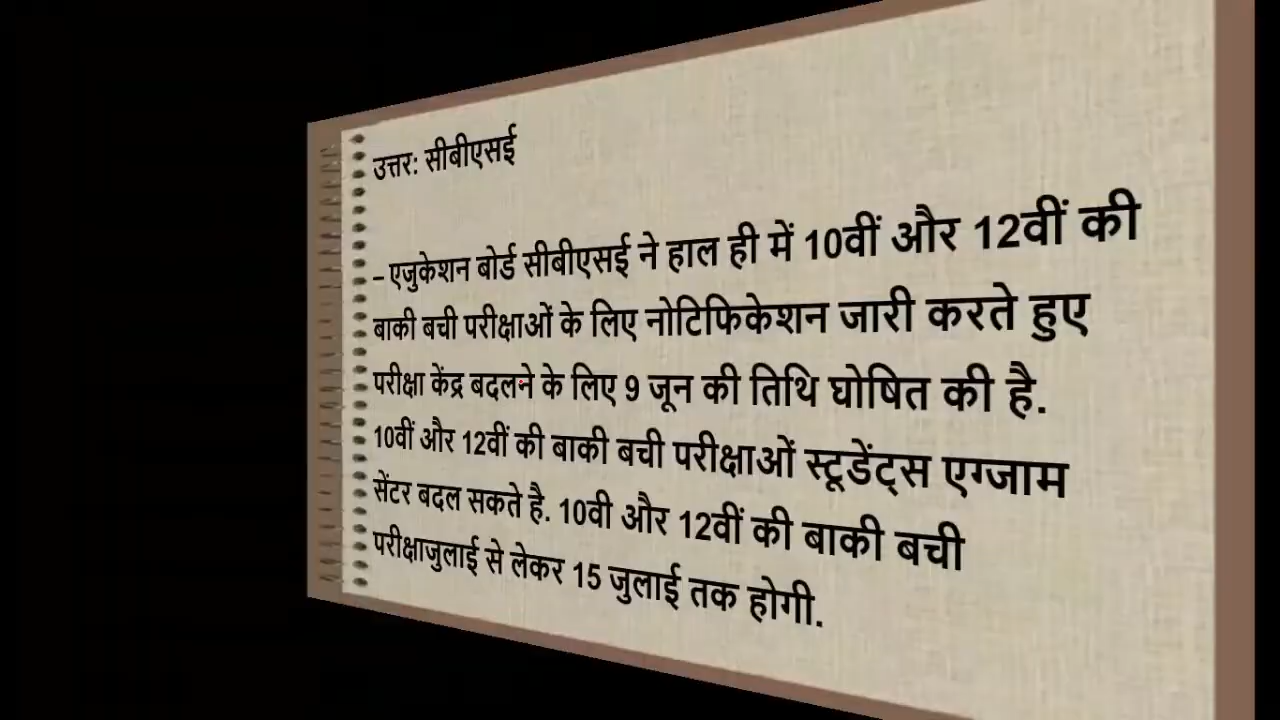 उत्तर: सीबीएसई
– एजुकेशन बोर्ड सीबीएसई ने हाल ही में 10वीं और 12वीं की
बाकी बची परीक्षाओं के लिए नोटिफिकेशन जारी करते हुए
परीक्षा केंद्र बदलने के लिए 9 जून की तिथि घोषित की है.
10वीं और 12वीं की बाकी बची परीक्षाओं स्टूडेंट्स एग्जाम
सेंटर बदल सकते है. 10वी और 12वीं की बाकी बची
परीक्षाजुलाई से लेकर 15 जुलाई तक होगी.